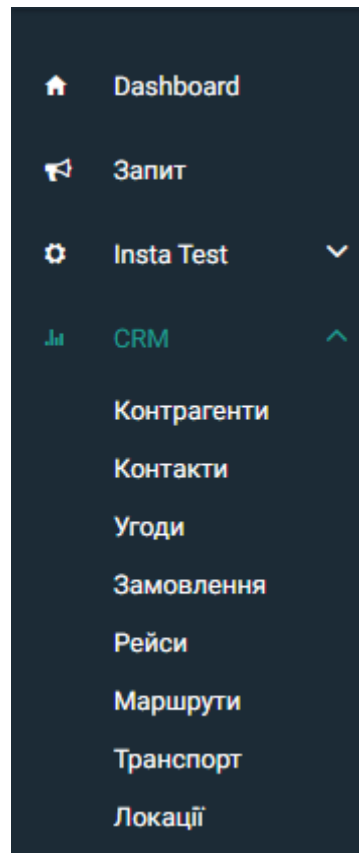 Dashboard
Запит
Insta Test
CRM
Контрагенти
Контакти
Угоди
Замовлення
Рейси
Маршрути
Транспорт
Локації